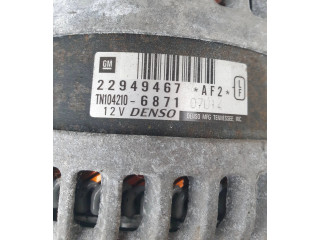 GM
22949467 *AF2*
TN104210-6871
12V DENSO DENSO MFG TENNESSEE, INC.
L
F